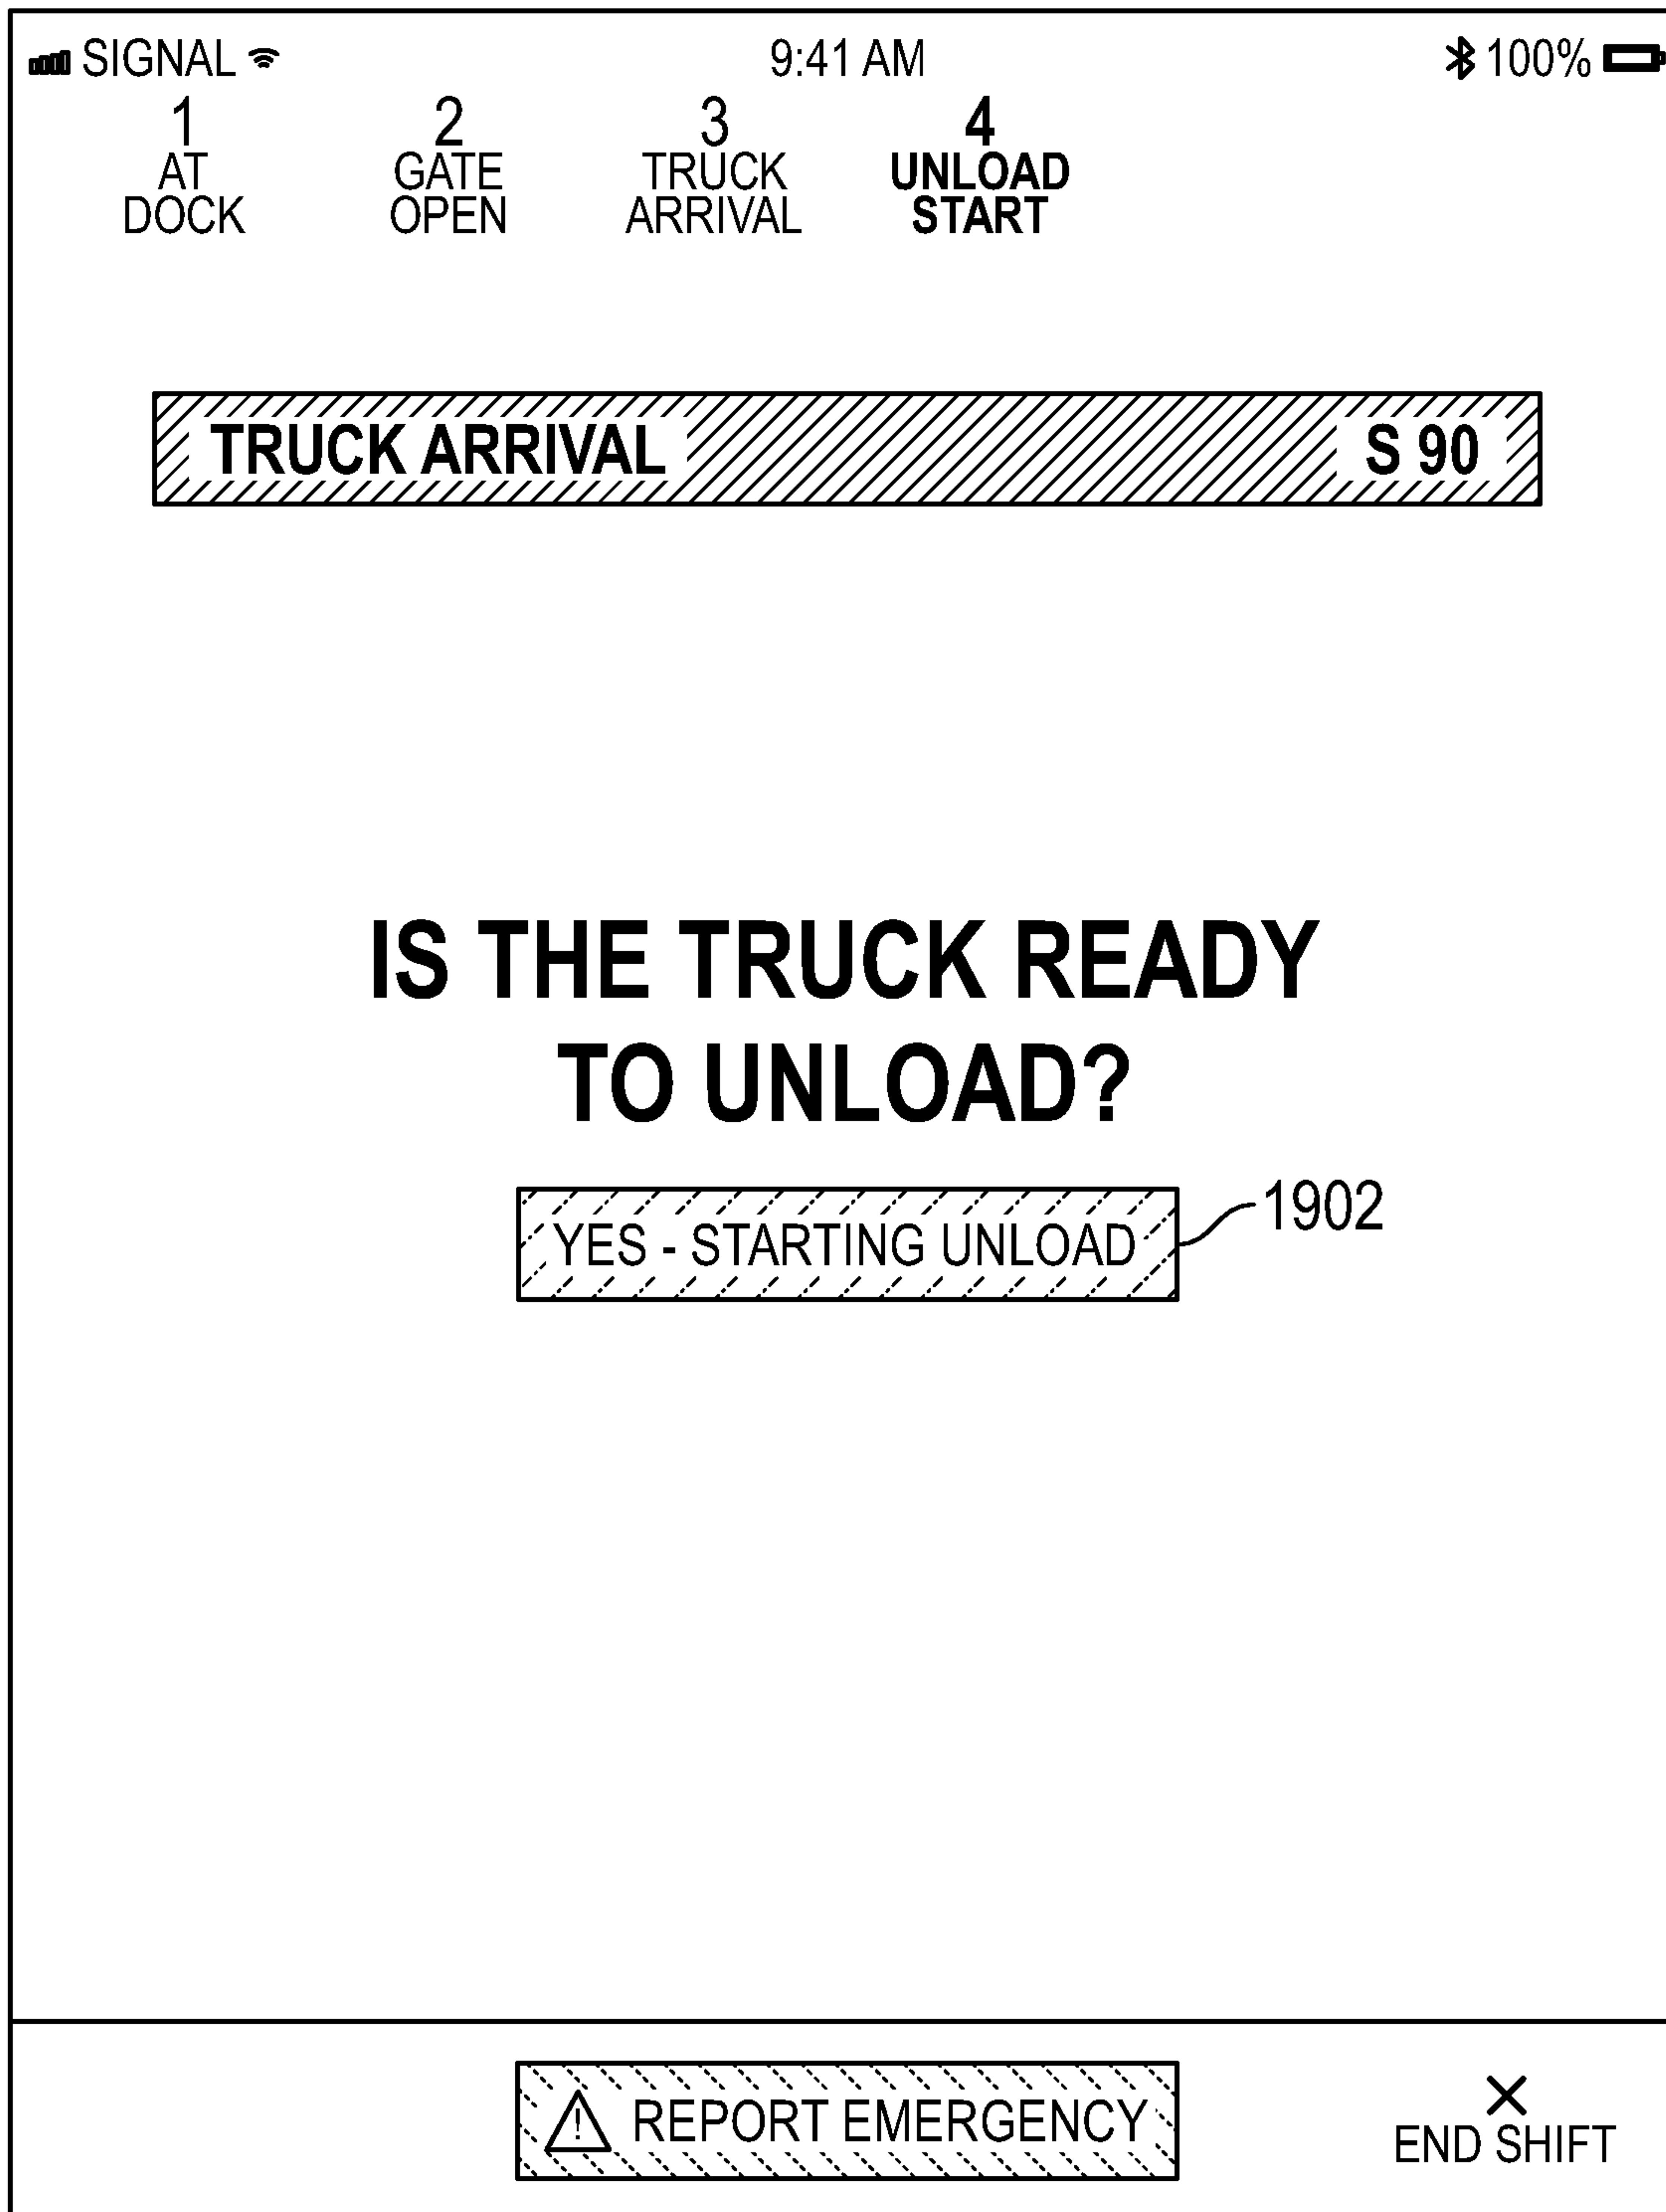 SIGNAL 9:41 AM 100%
1 2 3 4
AT GATE TRUCK UNLOAD
DOCK OPEN ARRIVAL START
TRUCK ARRIVAL S 90
IS THE TRUCK READY
TO UNLOAD?
YES - STARTING UNLOAD 1902
! REPORT EMERGENCY
END SHIFT